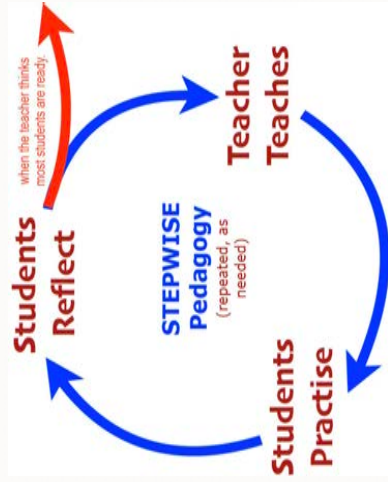 when the teacher thinks
most students are ready.
Students
Reflect
Teacher
Teaches
STEPWISE
Pedagogy
(repeated, as
needed)
Students
Practise